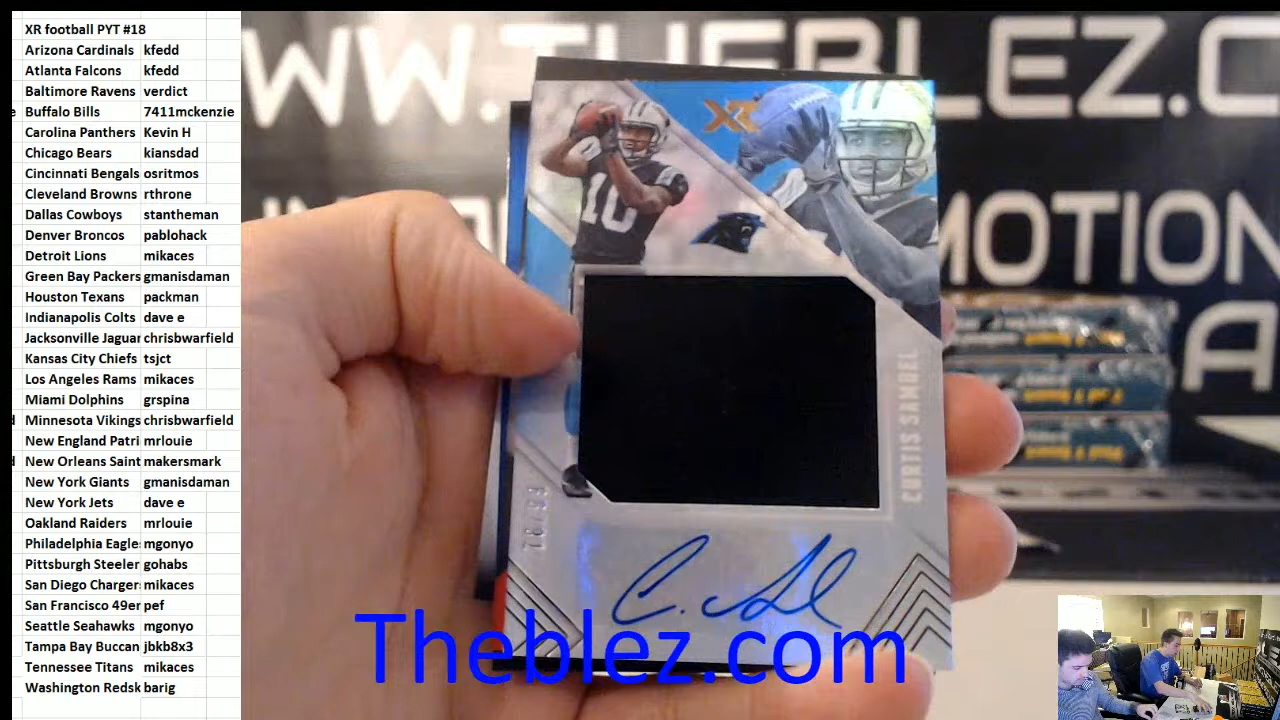 XR football PYT #18
Arizona Cardinals kfedd
Atlanta Falcons kfedd
Baltimore Ravens verdict
Buffalo Bills 7411mckenzie
Carolina Panthers Kevin H
Chicago Bears kiansdad
Cincinnati Bengals osritmos
Cleveland Browns rthrone
Dallas Cowboys stantheman
Denver Broncos pablohack
Detroit Lions mikaces
Green Bay Packers gmanisdaman
Houston Texans packman
Indianapolis Colts dave e
Jacksonville Jaguar chrisbwarfield
Kansas City Chiefs tsjct
Los Angeles Rams mikaces
Miami Dolphins grspina
Minnesota Vikings chrisbwarfield
New England Patri mrlouie
New Orleans Saint makersmark
New York Giants gmanisdaman
New York Jets dave e
Oakland Raiders mrlouie
Philadelphia Eagle mgonyo
Pittsburgh Steeler gohabs
San Diego Charger mikaces
San Francisco 49er pef
Seattle Seahawks mgonyo
Tampa Bay Buccan jbkb8x3
Tennessee Titans mikaces
Washington Redsk barig
WW.THEBLEZ.C
MOTION
XR
10
CURTIS SAMUEL
Theblez.com